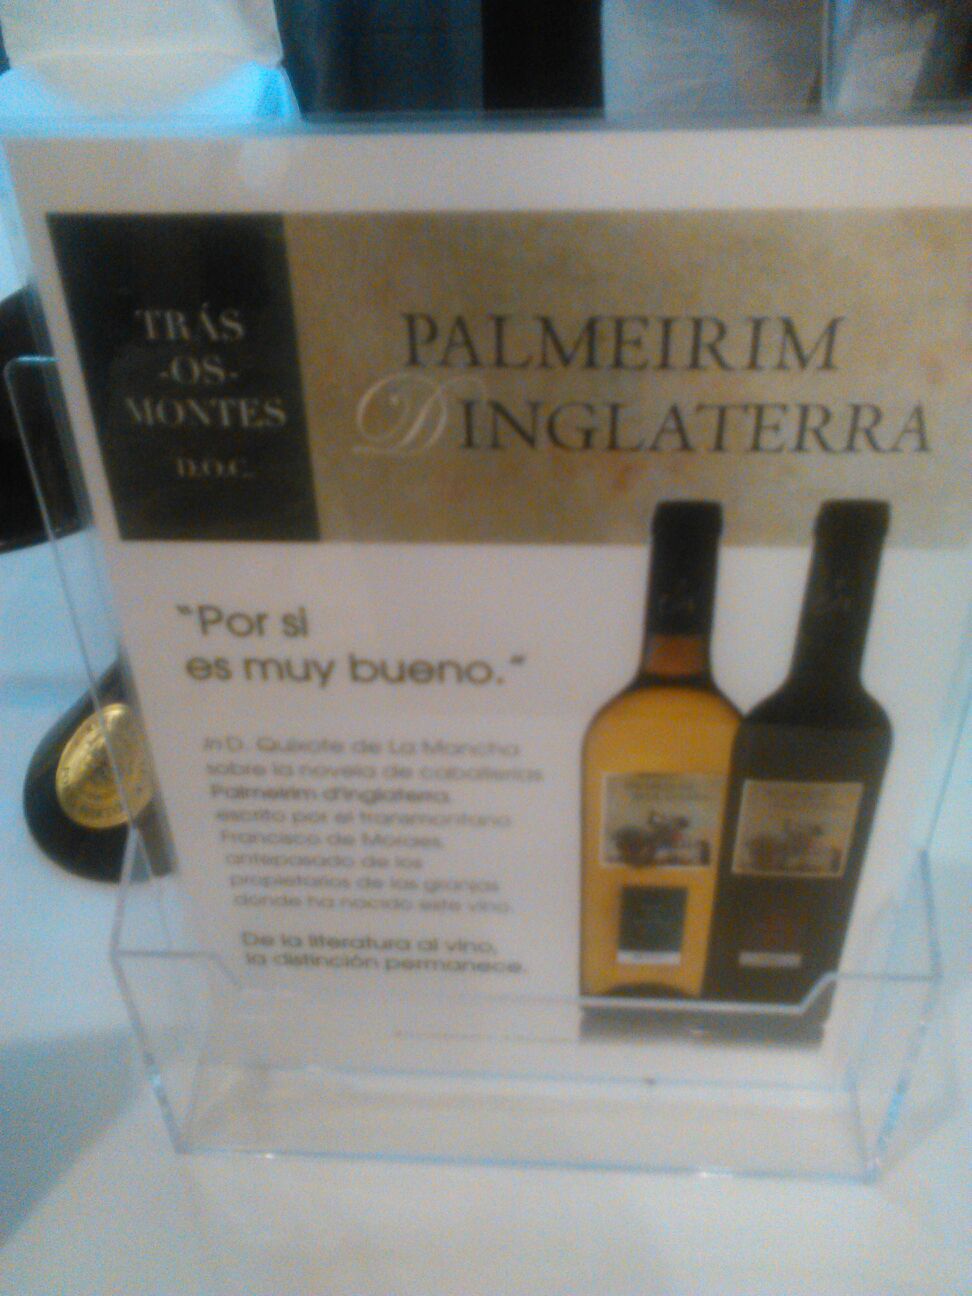 TRÁS
-OS-
MONTES
D.O.C.
PALMEIRIM
D INGLATERRA
"Por sí
es muy bueno."
In D. Quixote de La Mancha
sobre la novela de caballerías
Palmeirim d'Inglaterra
escrito por el transmontano
Francisco de Moraes,
antepasado de los
propietarios de las granjas
donde ha nacido este vino.
De la literatura al vino,
la distinción permanece.